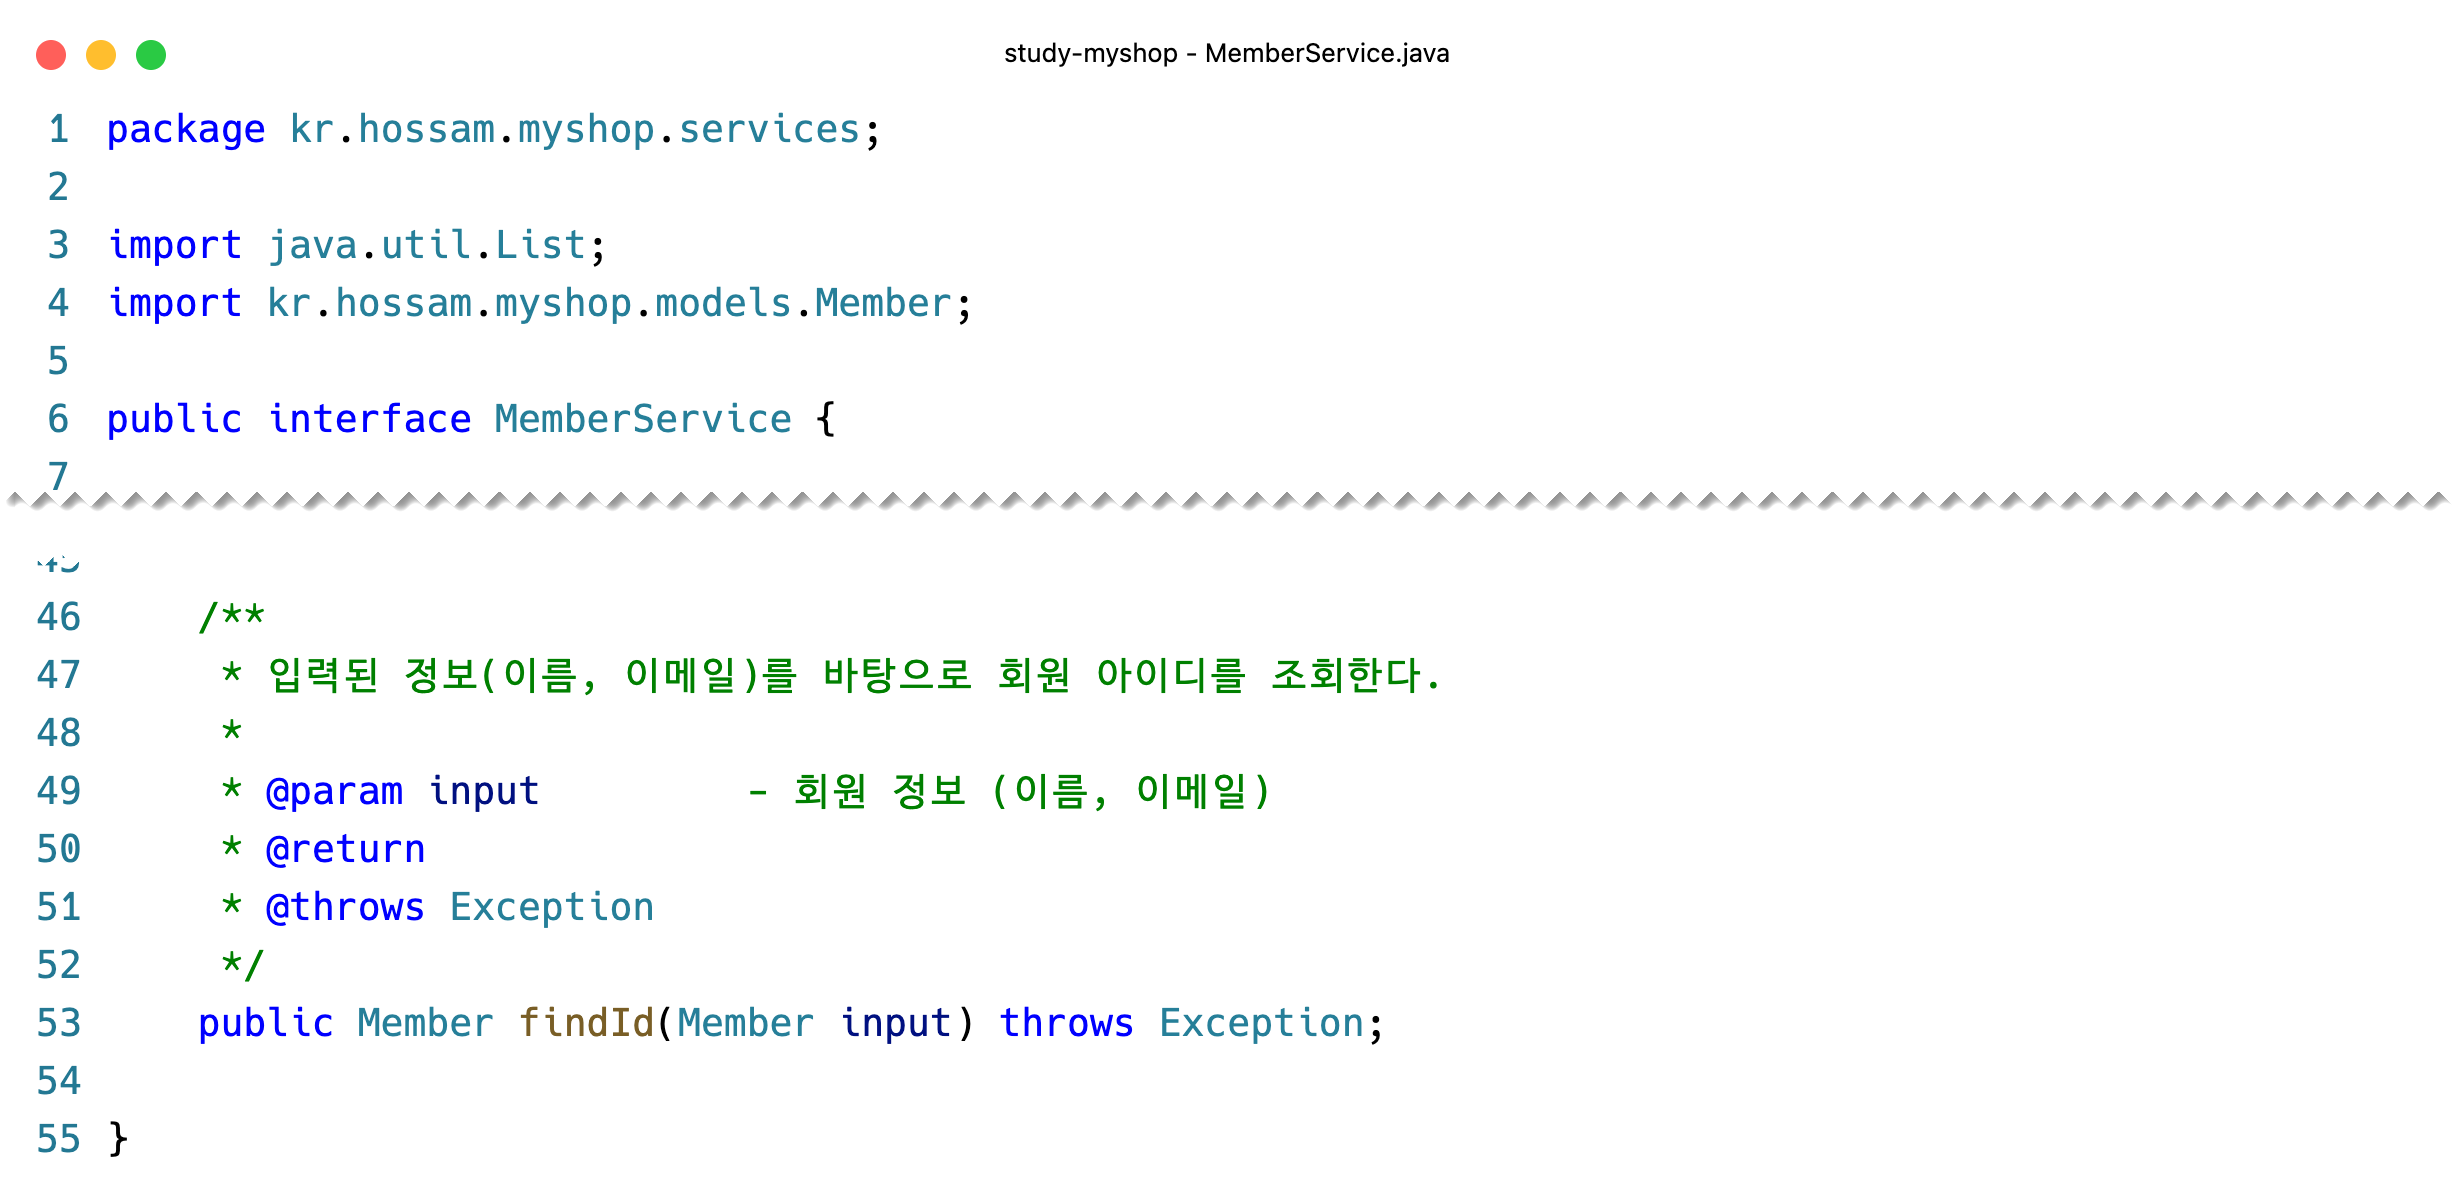 study-myshop - MemberService.java
1 package kr.hossam.myshop.services;
2
3 import java.util.List;
4 import kr.hossam.myshop.models.Member;
5
6 public interface MemberService {
7
45
46     /**
47      * 입력된 정보(이름, 이메일)를 바탕으로 회원 아이디를 조회한다.
48      *
49      * @param input         - 회원 정보 (이름, 이메일)
50      * @return
51      * @throws Exception
52      */
53     public Member findId(Member input) throws Exception;
54
55 }